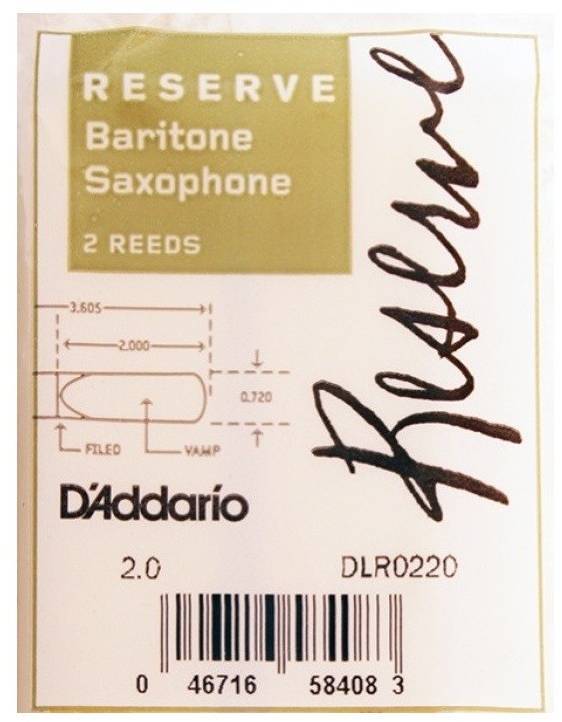 RESERVE
Baritone
Saxophone
2 REEDS
Reserve
3.605
2.000
0.720
FILED
VAMP
D'Addario
2.0 DLR0220
0 46716 58408 3